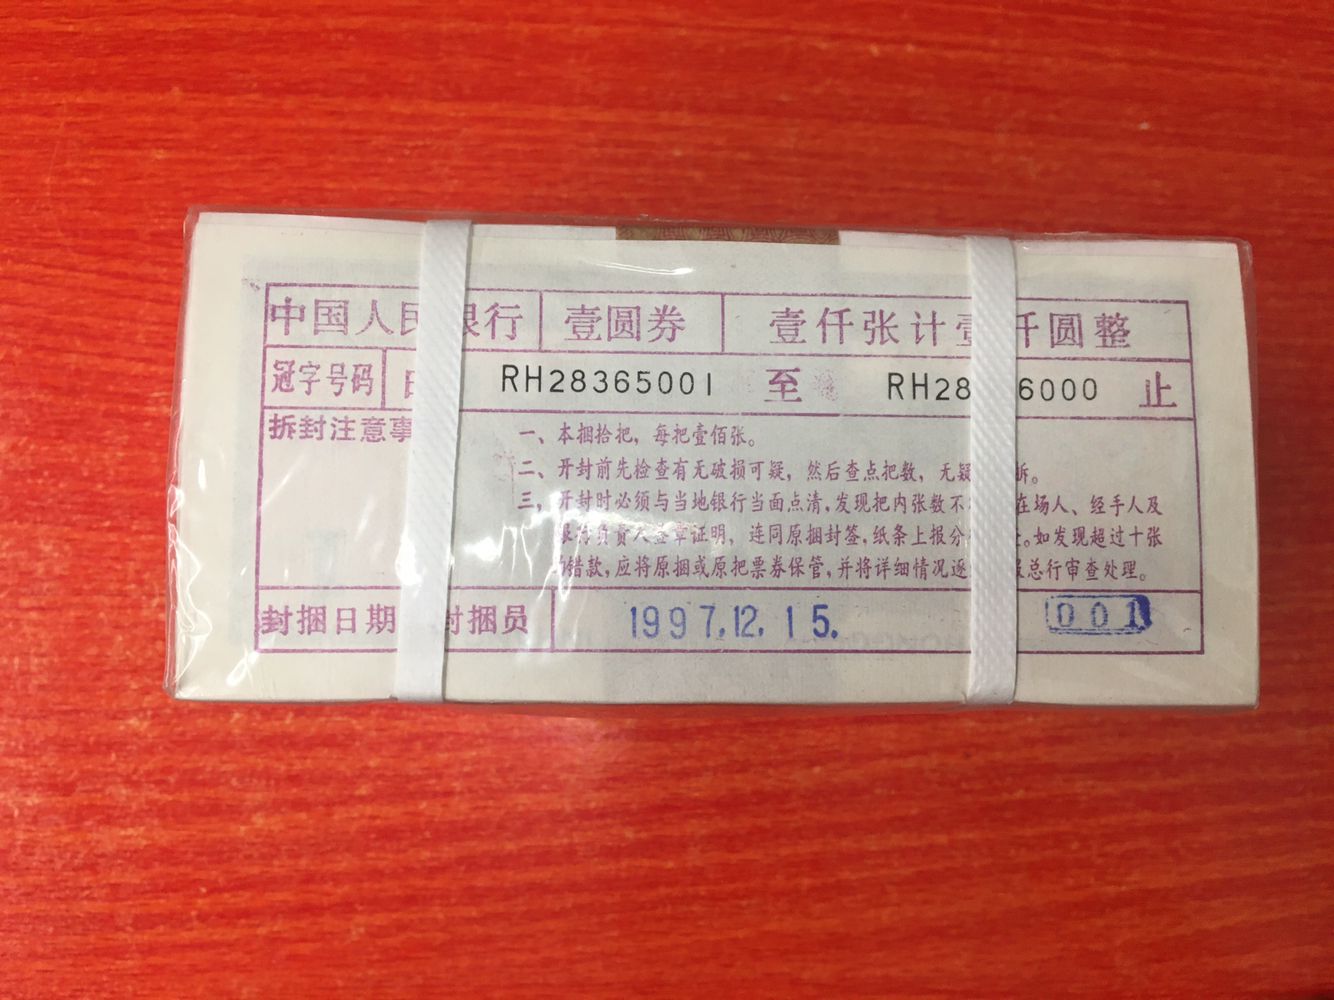 中国人民 行 壹圆券 壹仟张计 仟圆整
冠字号码 RH28365001 至 RH28 6000 止
拆封注意事
一、本捆拾把，每把壹佰张。
二、开封前先检查有无破损可疑，然后查点把数，无疑 拆。
三、开封时必须与当地银行当面点清，发现把内张数不 在场人、经手人及
负责人签章证明，连同原捆封签，纸条上报分 。如发现超过十张
错款，应将原捆或原把票券保管，并将详细情况逐 报总行审查处理。
封捆日期 封捆员 1997.12.15. 001